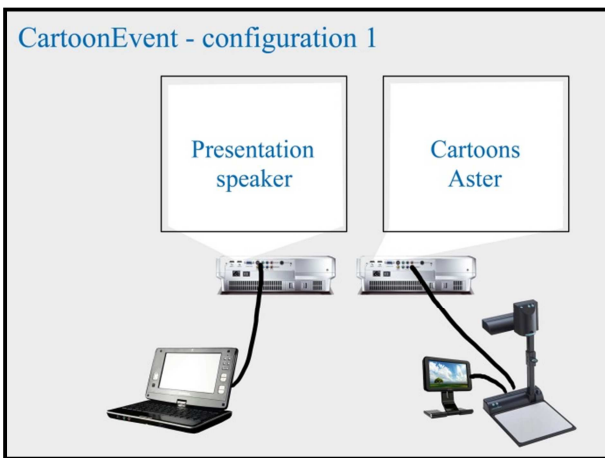 CartoonEvent - configuration 1
Presentation
speaker
Cartoons
Aster